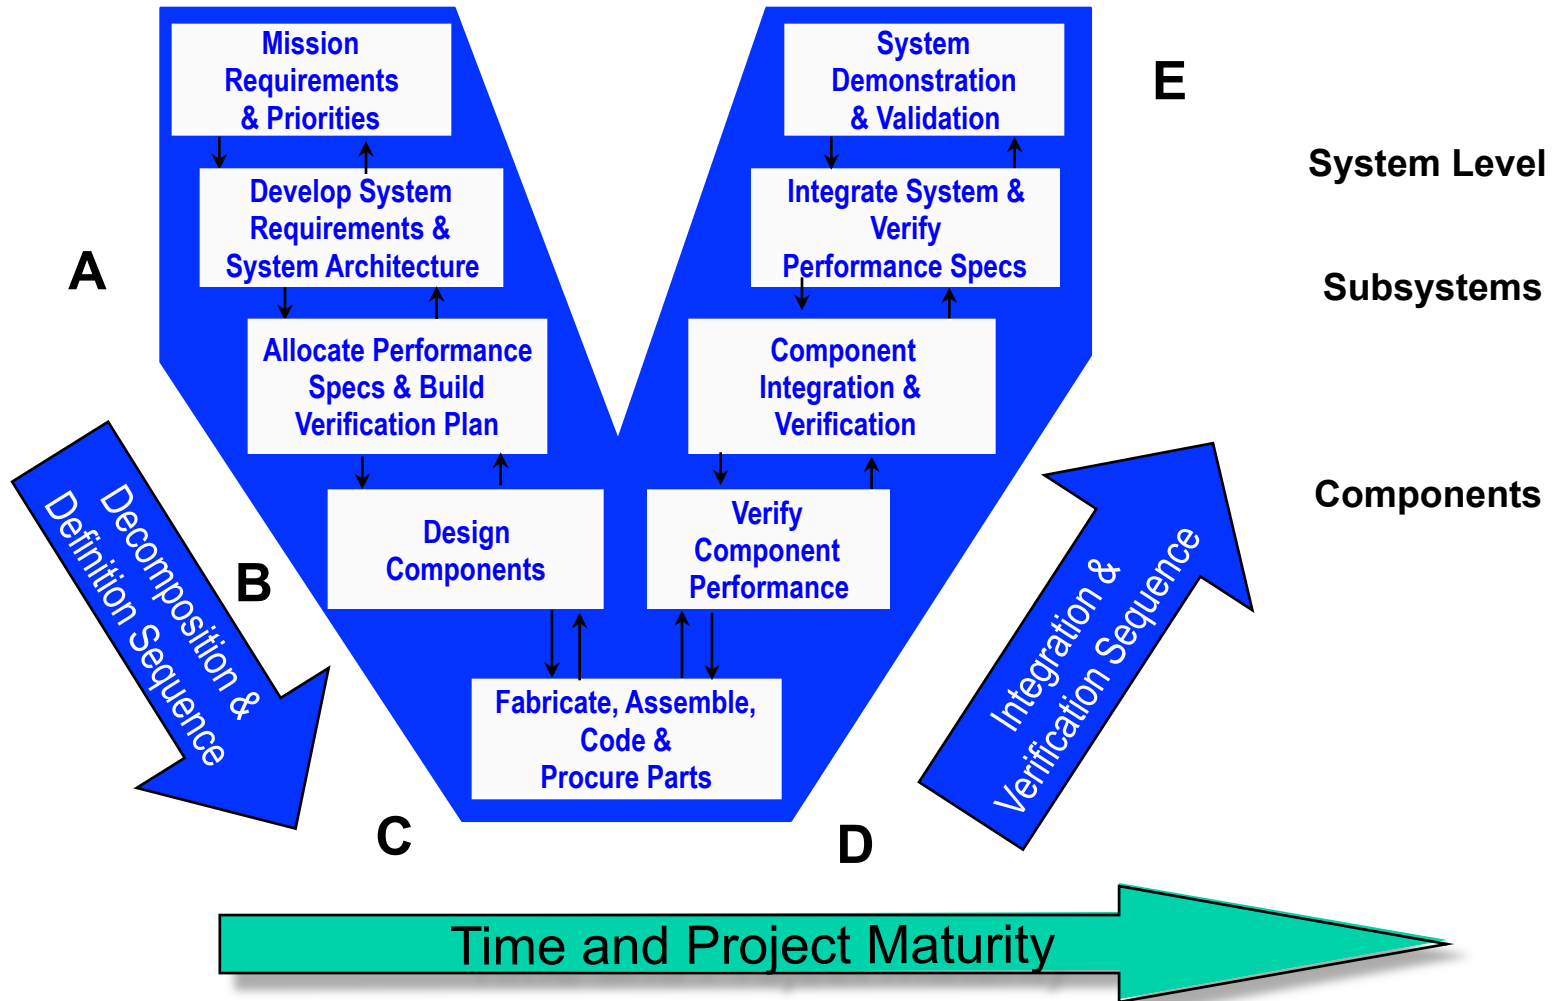 Mission
Requirements
& Priorities
Develop System
Requirements &
System Architecture
Allocate Performance
Specs & Build
Verification Plan
Design
Components
Fabricate, Assemble,
Code &
Procure Parts
Verify
Component
Performance
Component
Integration &
Verification
Integrate System &
Verify
Performance Specs
System
Demonstration
& Validation
A
B
C
D
E
System Level
Subsystems
Components
Decomposition &
Definition Sequence
Integration &
Verification Sequence
Time and Project Maturity